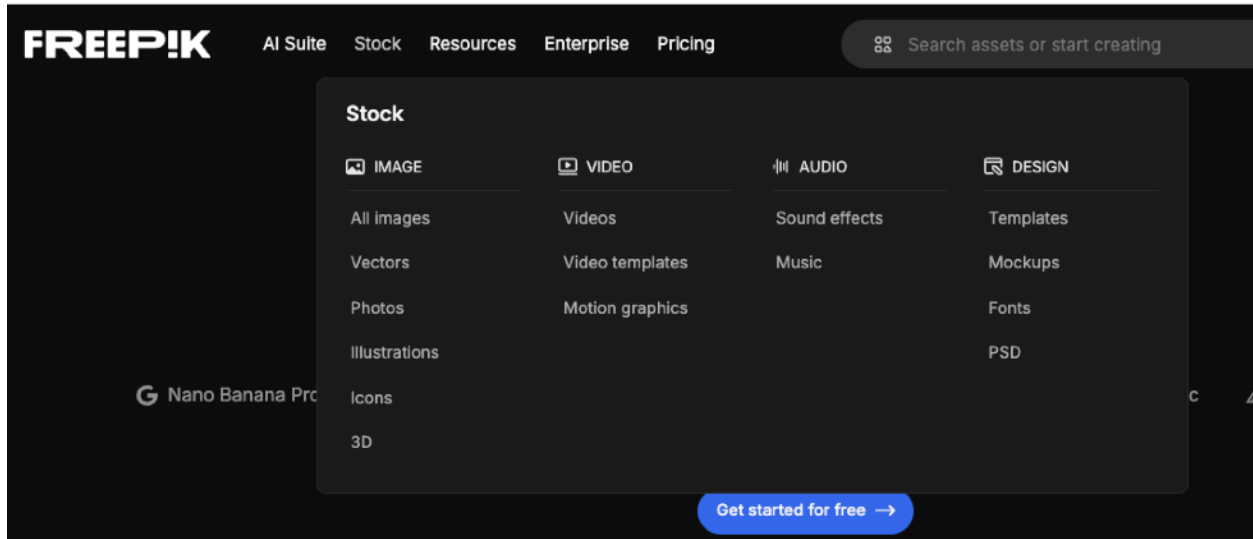 FREEP!K AI Suite Stock Resources Enterprise Pricing Search assets or start creating
Stock
IMAGE VIDEO AUDIO DESIGN
All images Videos Sound effects Templates
Vectors Video templates Music Mockups
Photos Motion graphics Fonts
Illustrations PSD
G Nano Banana Pro Icons c
3D
Get started for free →